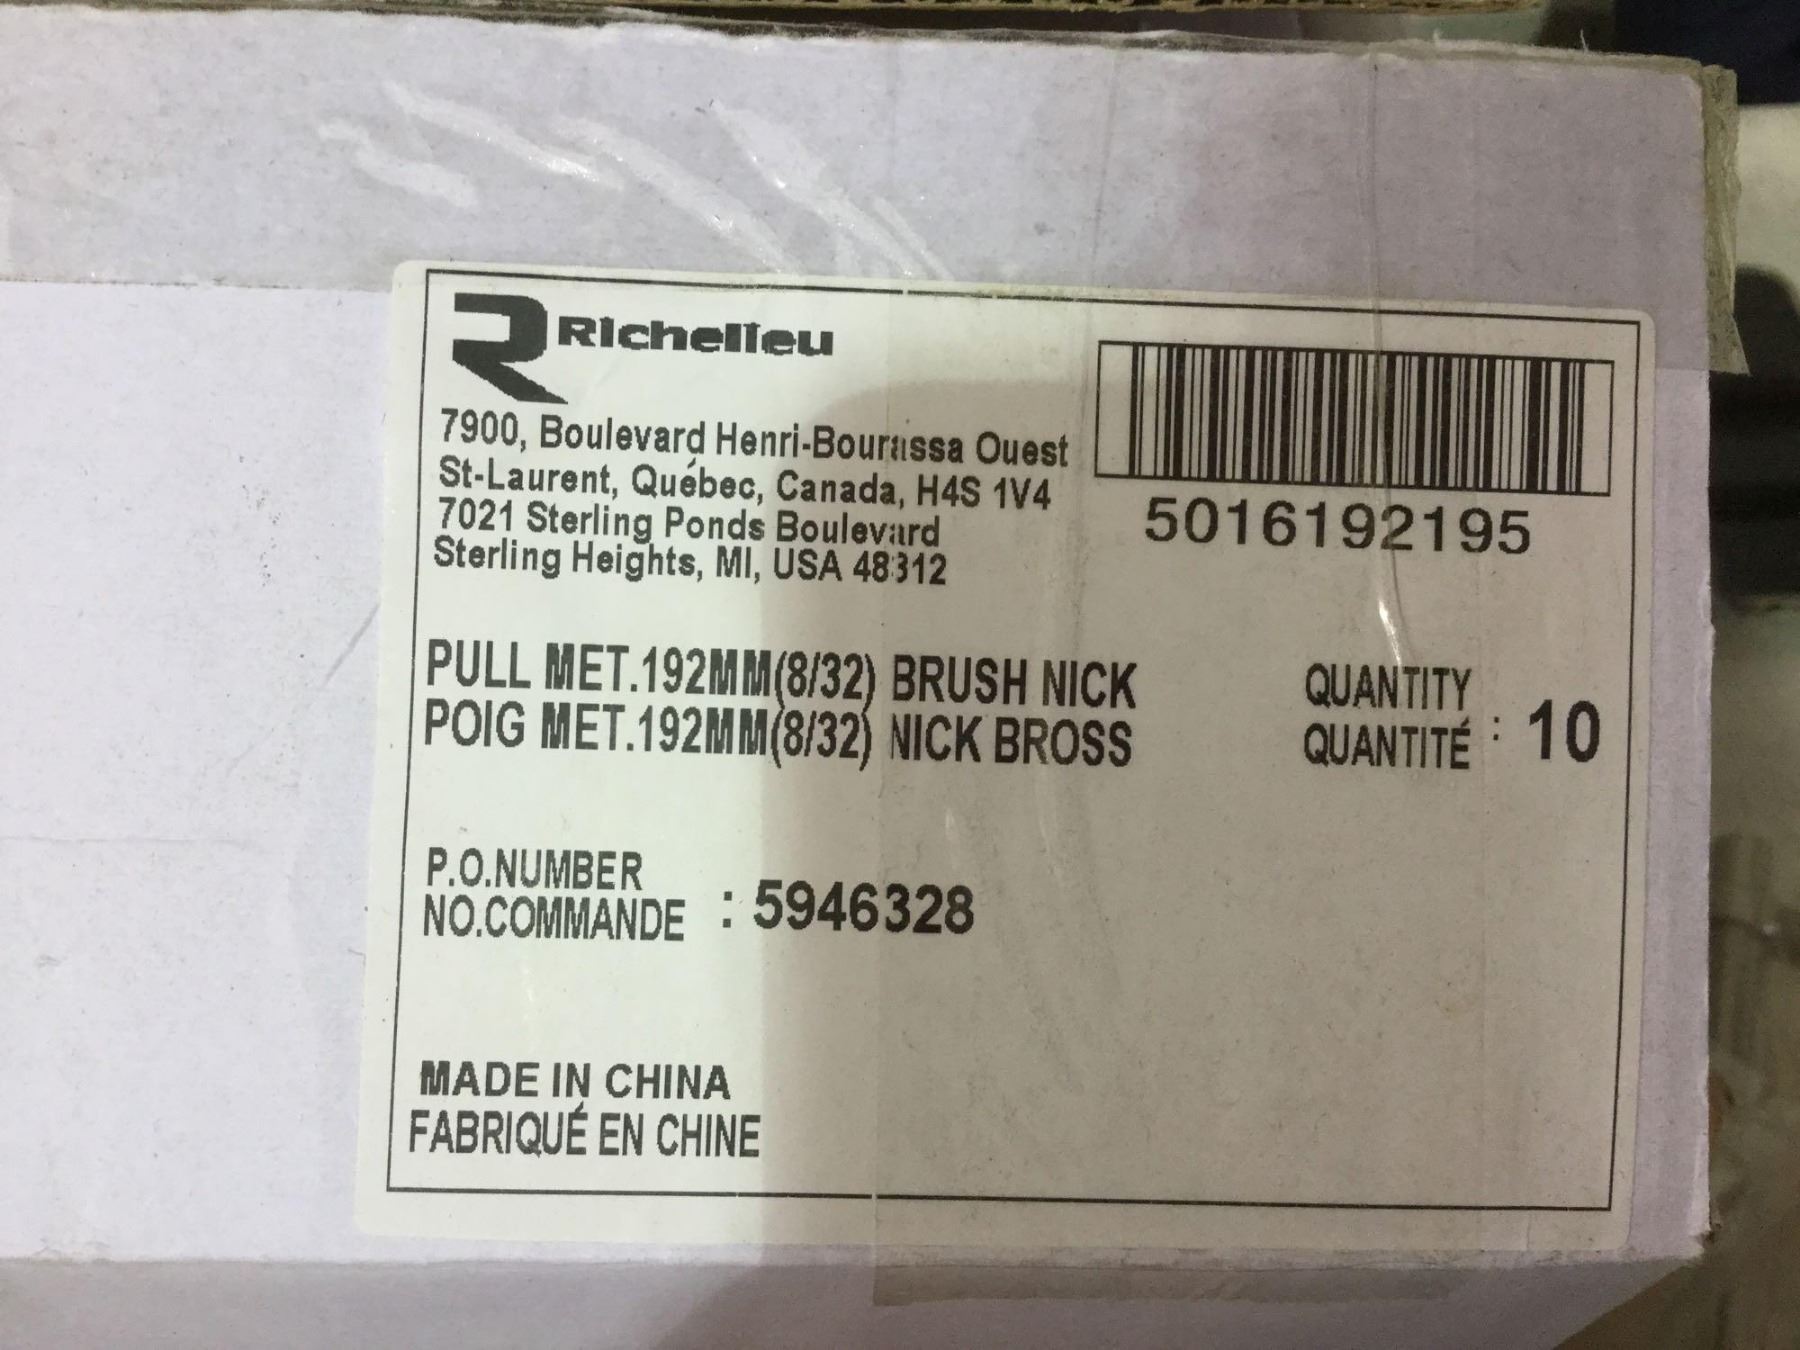 Richelieu
7900, Boulevard Henri-Bourassa Ouest
St-Laurent, Québec, Canada, H4S 1V4
7021 Sterling Ponds Boulevard
Sterling Heights, MI, USA 48312
5016192195
PULL MET.192MM(8/32) BRUSH NICK
POIG MET.192MM(8/32) NICK BROSS
QUANTITY
QUANTITÉ : 10
P.O.NUMBER
NO.COMMANDE : 5946328
MADE IN CHINA
FABRIQUÉ EN CHINE